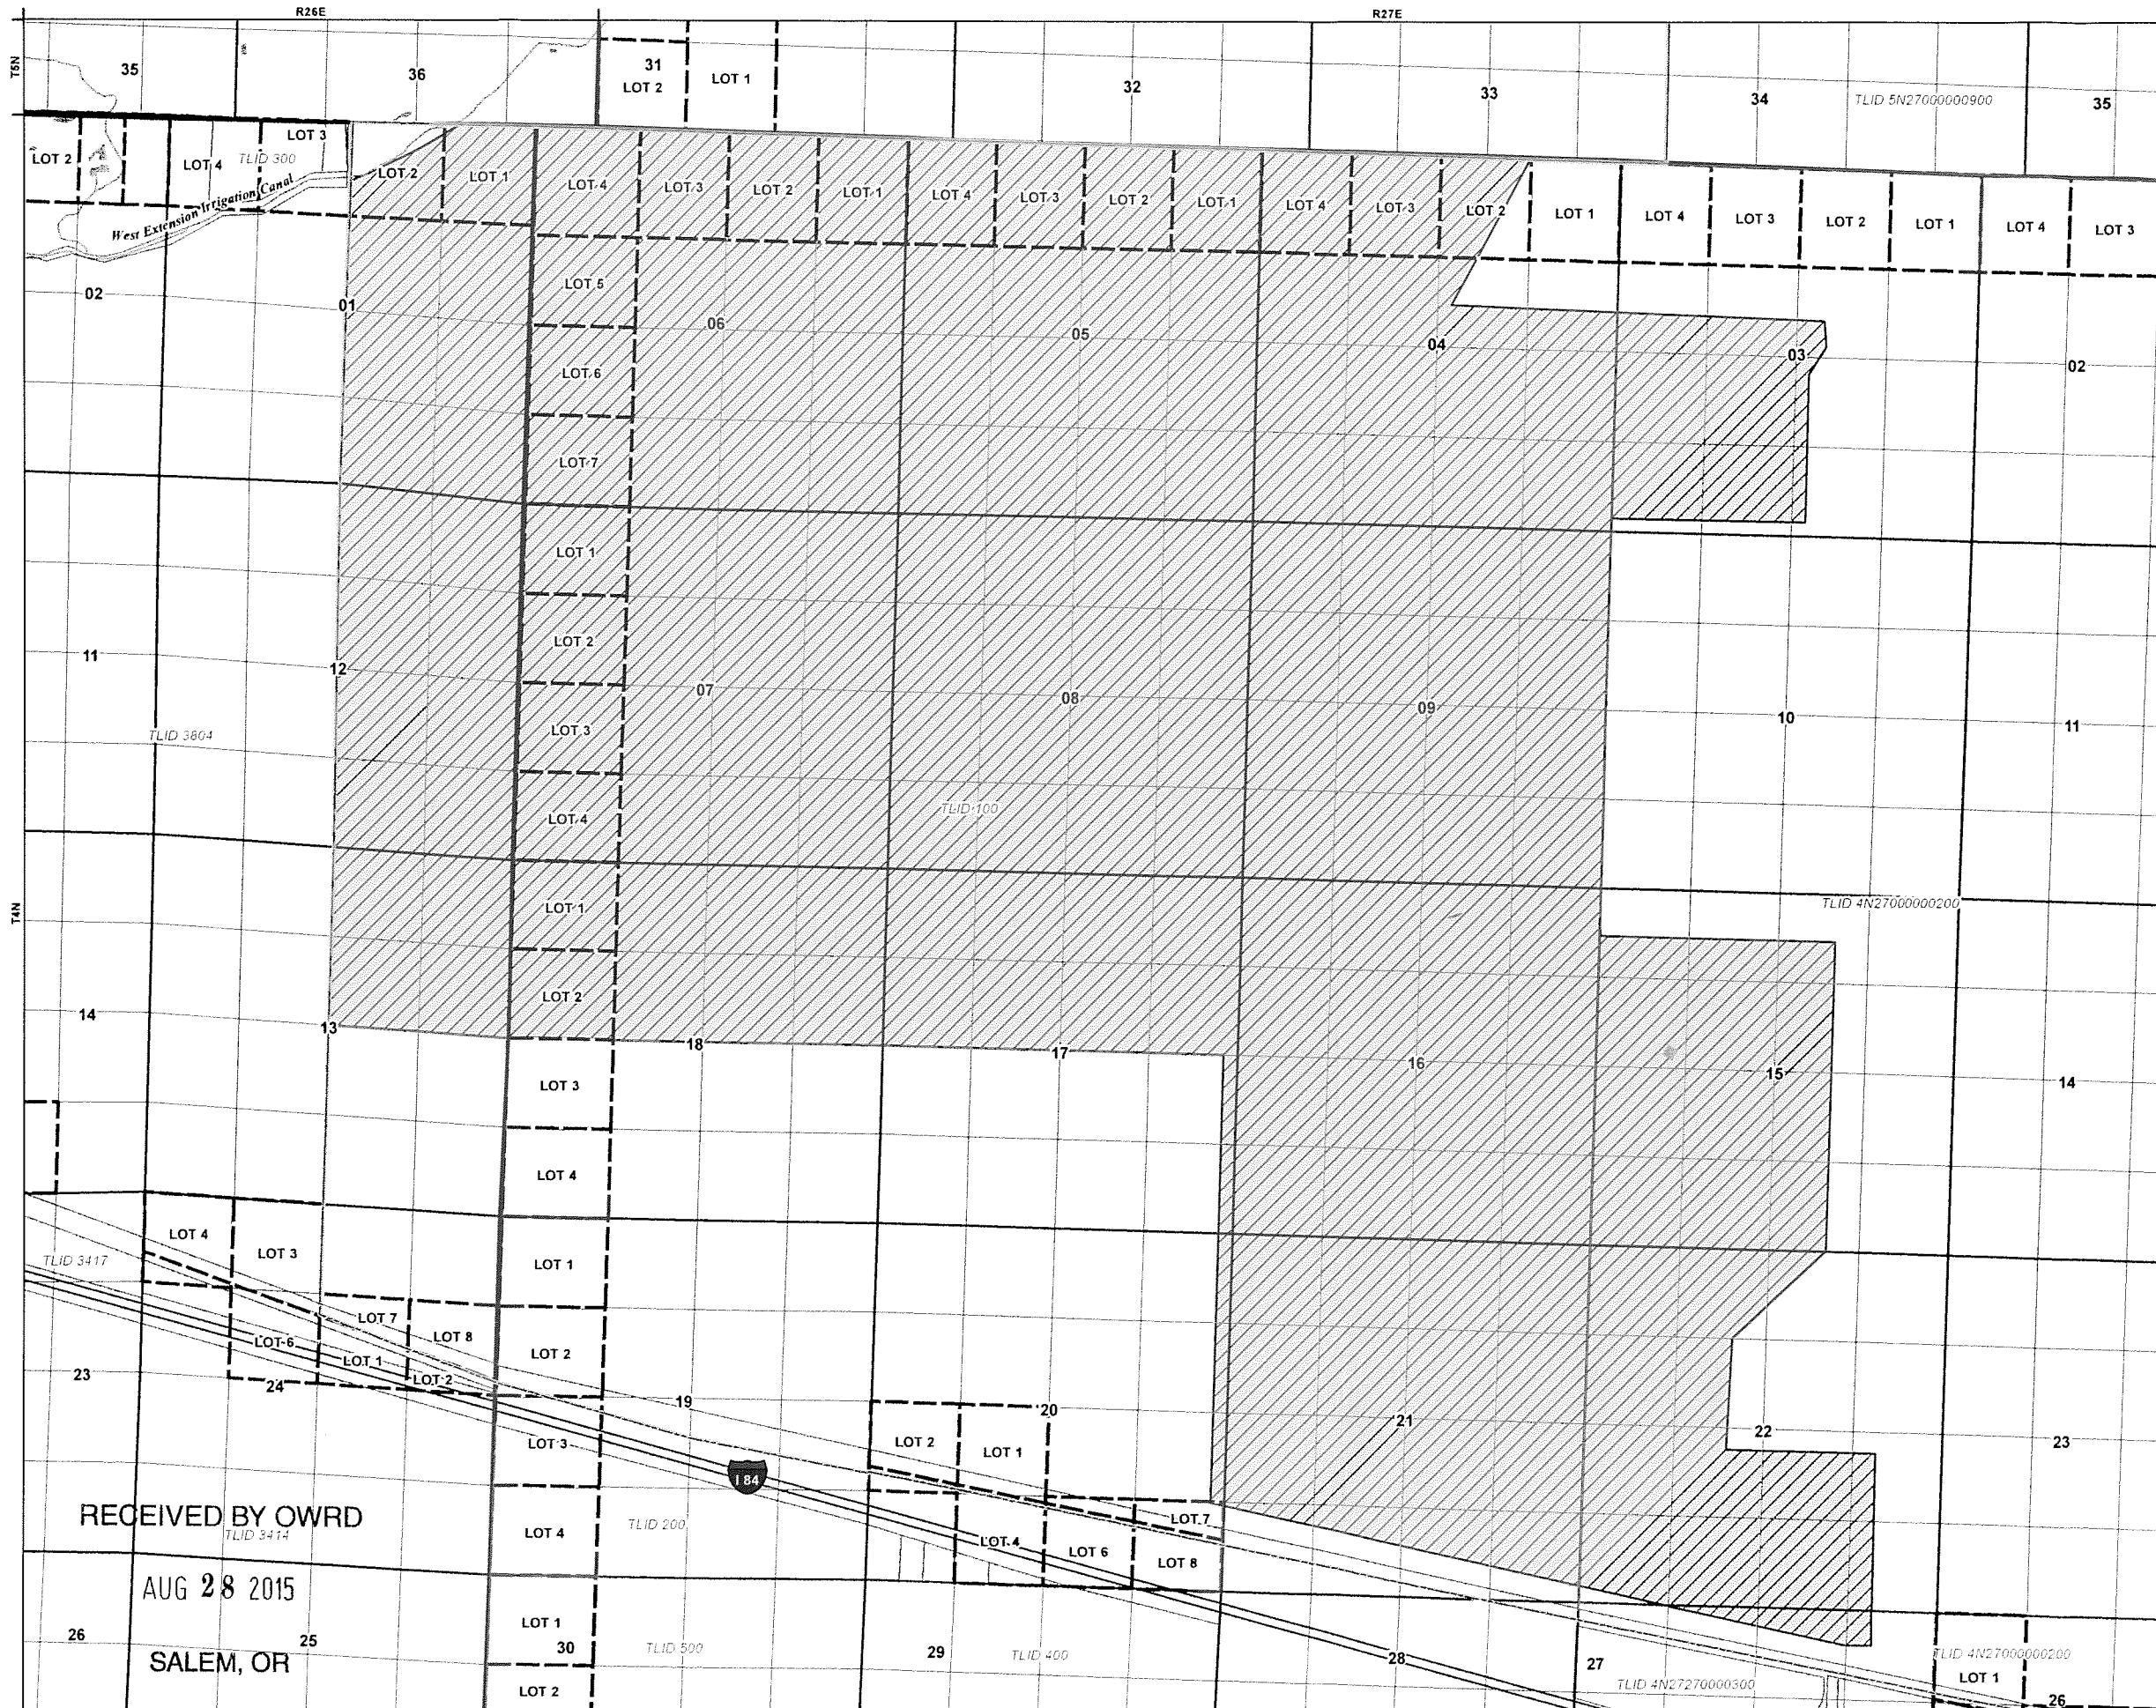 R26E R27E
T5N
35 36 31 32 33 34 TLID 5N27000000900 35
LOT 2 LOT 1
LOT 2 LOT 4 TLID 300 LOT 3 LOT 2 LOT 1 LOT 4 LOT 3 LOT 2 LOT 1 LOT 4 LOT 3 LOT 2 LOT 1 LOT 4 LOT 3 LOT 2 LOT 1 LOT 4 LOT 3 LOT 2 LOT 1 LOT 4 LOT 3
West Extension Irrigation Canal
LOT 5
02 01 06 05 04 03 02
LOT 6
LOT 7
LOT 1
LOT 2
11 12 07 08 09 10 11
TLID 3804 LOT 3
LOT 4 TLID 100
T4N
LOT 1 TLID 4N27000000200
LOT 2
14 13 18 17 16 15 14
LOT 3
LOT 4
LOT 4 LOT 3 LOT 1
TLID 3417
LOT 7 LOT 8 LOT 2
LOT 6 LOT 1 LOT 2
23 24 19 20 21 22 23
LOT 3 LOT 2 LOT 1
I 84
RECEIVED BY OWRD
TLID 3414 LOT 4 TLID 200 LOT 4 LOT 6 LOT 7 LOT 8
AUG 28 2015
26 25 LOT 1 30 TLID 500 29 TLID 400 28 27 TLID 4N27000000200
SALEM, OR
LOT 2 TLID 4N27270000300 LOT 1 26